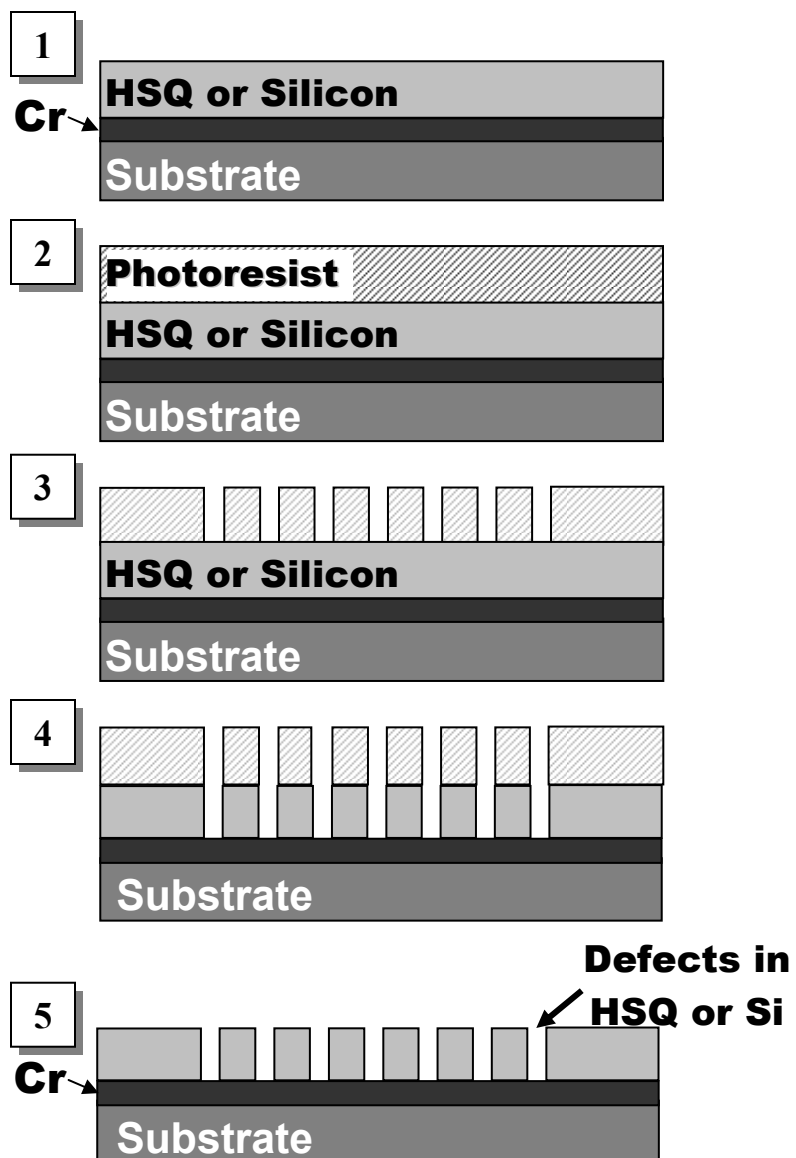 1
HSQ or Silicon
Cr
Substrate
2
Photoresist
HSQ or Silicon
Substrate
3
HSQ or Silicon
Substrate
4
Substrate
Defects in
HSQ or Si
5
Cr
Substrate